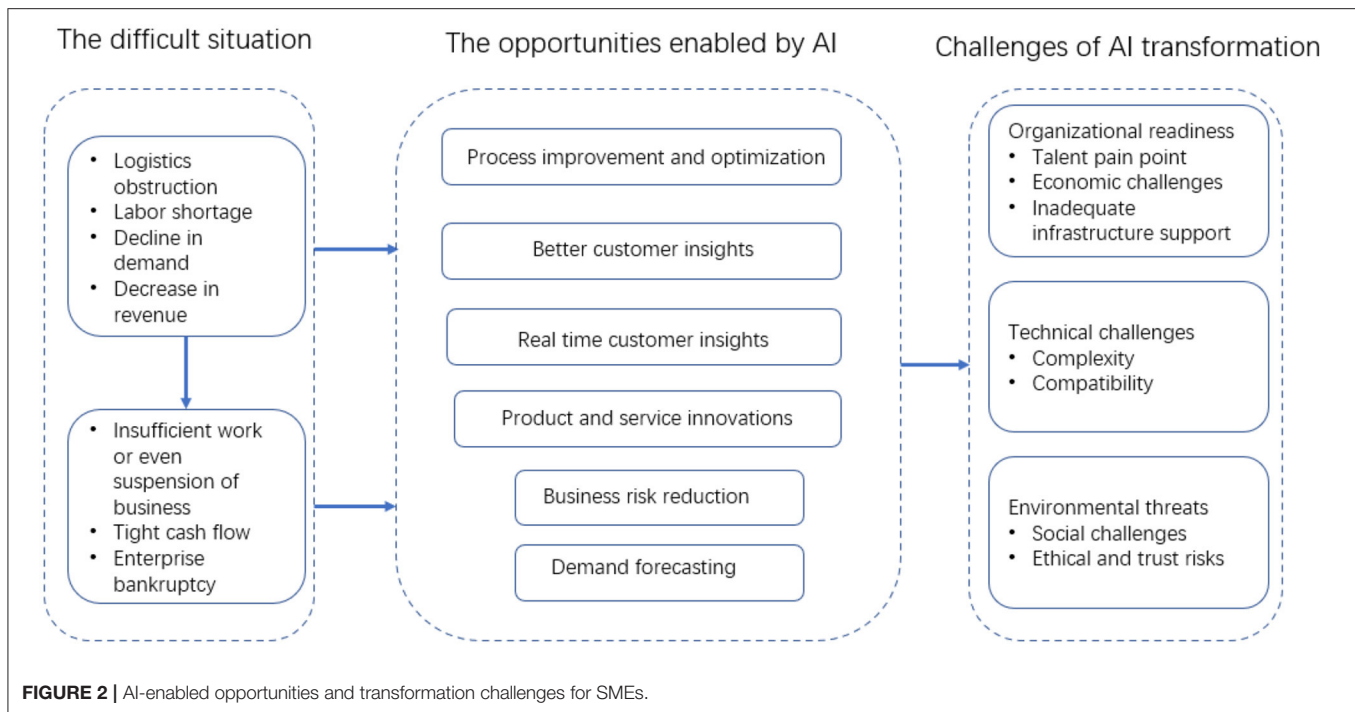 The difficult situation
• Logistics
obstruction
• Labor shortage
• Decline in
demand
• Decrease in
revenue
• Insufficient work
or even
suspension of
business
• Tight cash flow
• Enterprise
bankruptcy
The opportunities enabled by AI
Process improvement and optimization
Better customer insights
Real time customer insights
Product and service innovations
Business risk reduction
Demand forecasting
Challenges of AI transformation
Organizational readiness
• Talent pain point
• Economic challenges
• Inadequate
infrastructure support
Technical challenges
• Complexity
• Compatibility
Environmental threats
• Social challenges
• Ethical and trust risks
FIGURE 2 | AI-enabled opportunities and transformation challenges for SMEs.